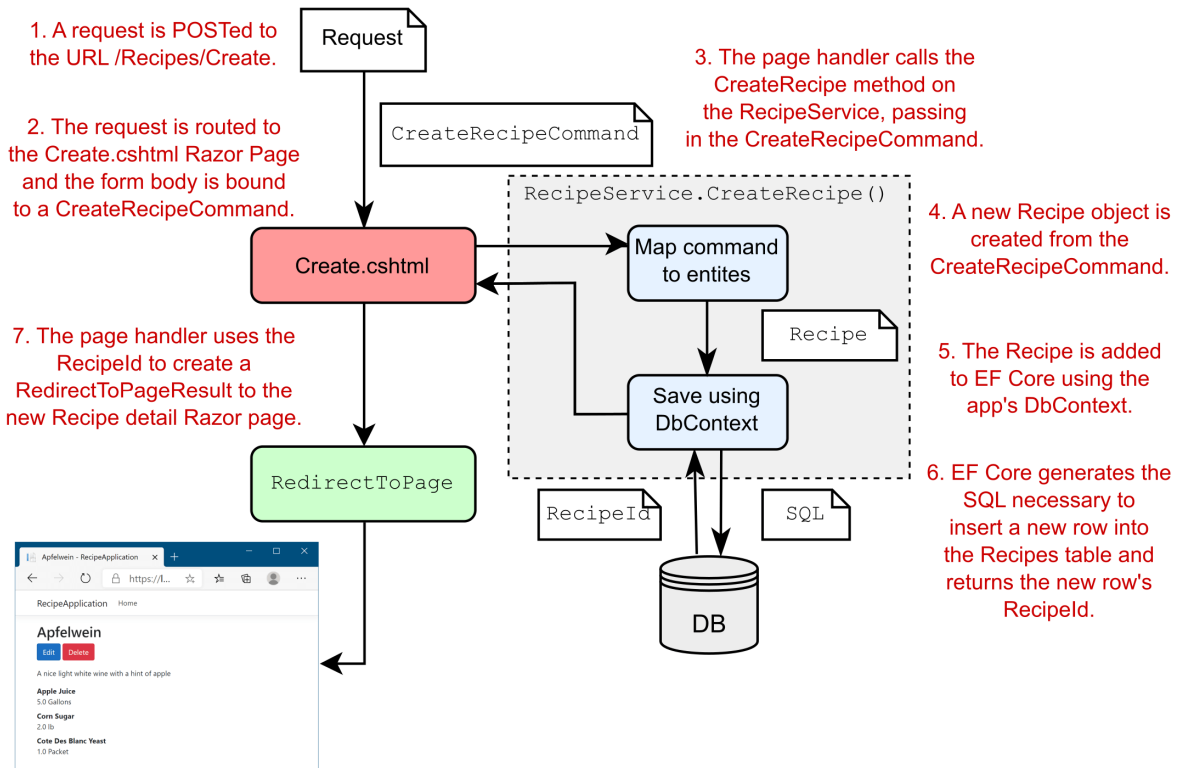 1. A request is POSTed to
the URL /Recipes/Create.
Request
3. The page handler calls the
CreateRecipe method on
the RecipeService, passing
in the CreateRecipeCommand.
2. The request is routed to
the Create.cshtml Razor Page
and the form body is bound
to a CreateRecipeCommand.
CreateRecipeCommand
RecipeService.CreateRecipe()
4. A new Recipe object is
created from the
CreateRecipeCommand.
Create.cshtml
Map command
to entites
Recipe
7. The page handler uses the
RecipeId to create a
RedirectToPageResult to the
new Recipe detail Razor page.
5. The Recipe is added
to EF Core using the
app's DbContext.
Save using
DbContext
RedirectToPage
RecipeId
SQL
6. EF Core generates the
SQL necessary to
insert a new row into
the Recipes table and
returns the new row's
RecipeId.
DB
Apfelwein - RecipeApplication
https://l...
RecipeApplication Home
Apfelwein
Edit Delete
A nice light white wine with a hint of apple
Apple Juice
5.0 Gallons
Corn Sugar
2.0 lb
Cote Des Blanc Yeast
1.0 Packet